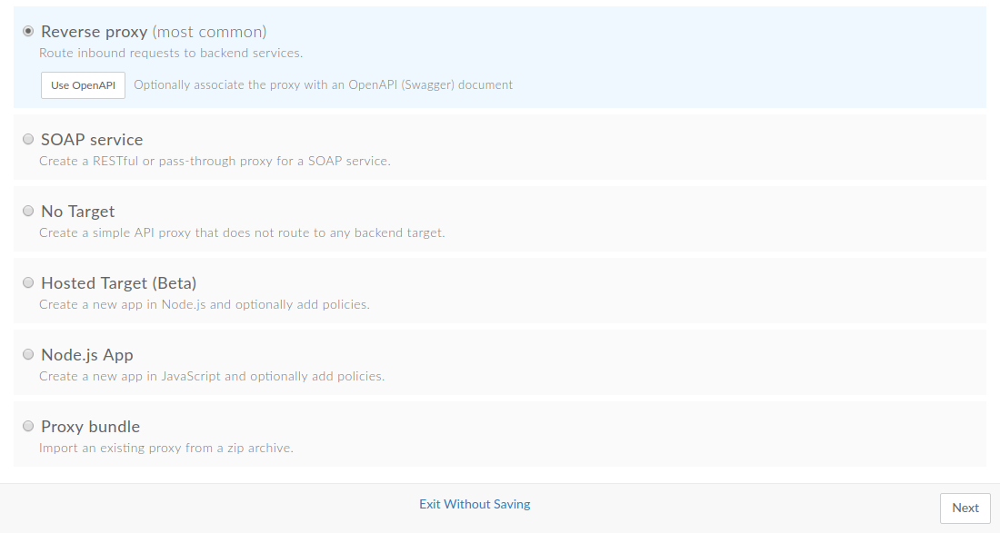 Reverse proxy (most common)
Route inbound requests to backend services.
Use OpenAPI Optionally associate the proxy with an OpenAPI (Swagger) document
SOAP service
Create a RESTful or pass-through proxy for a SOAP service.
No Target
Create a simple API proxy that does not route to any backend target.
Hosted Target (Beta)
Create a new app in Node.js and optionally add policies.
Node.js App
Create a new app in JavaScript and optionally add policies.
Proxy bundle
Import an existing proxy from a zip archive.
Exit Without Saving
Next